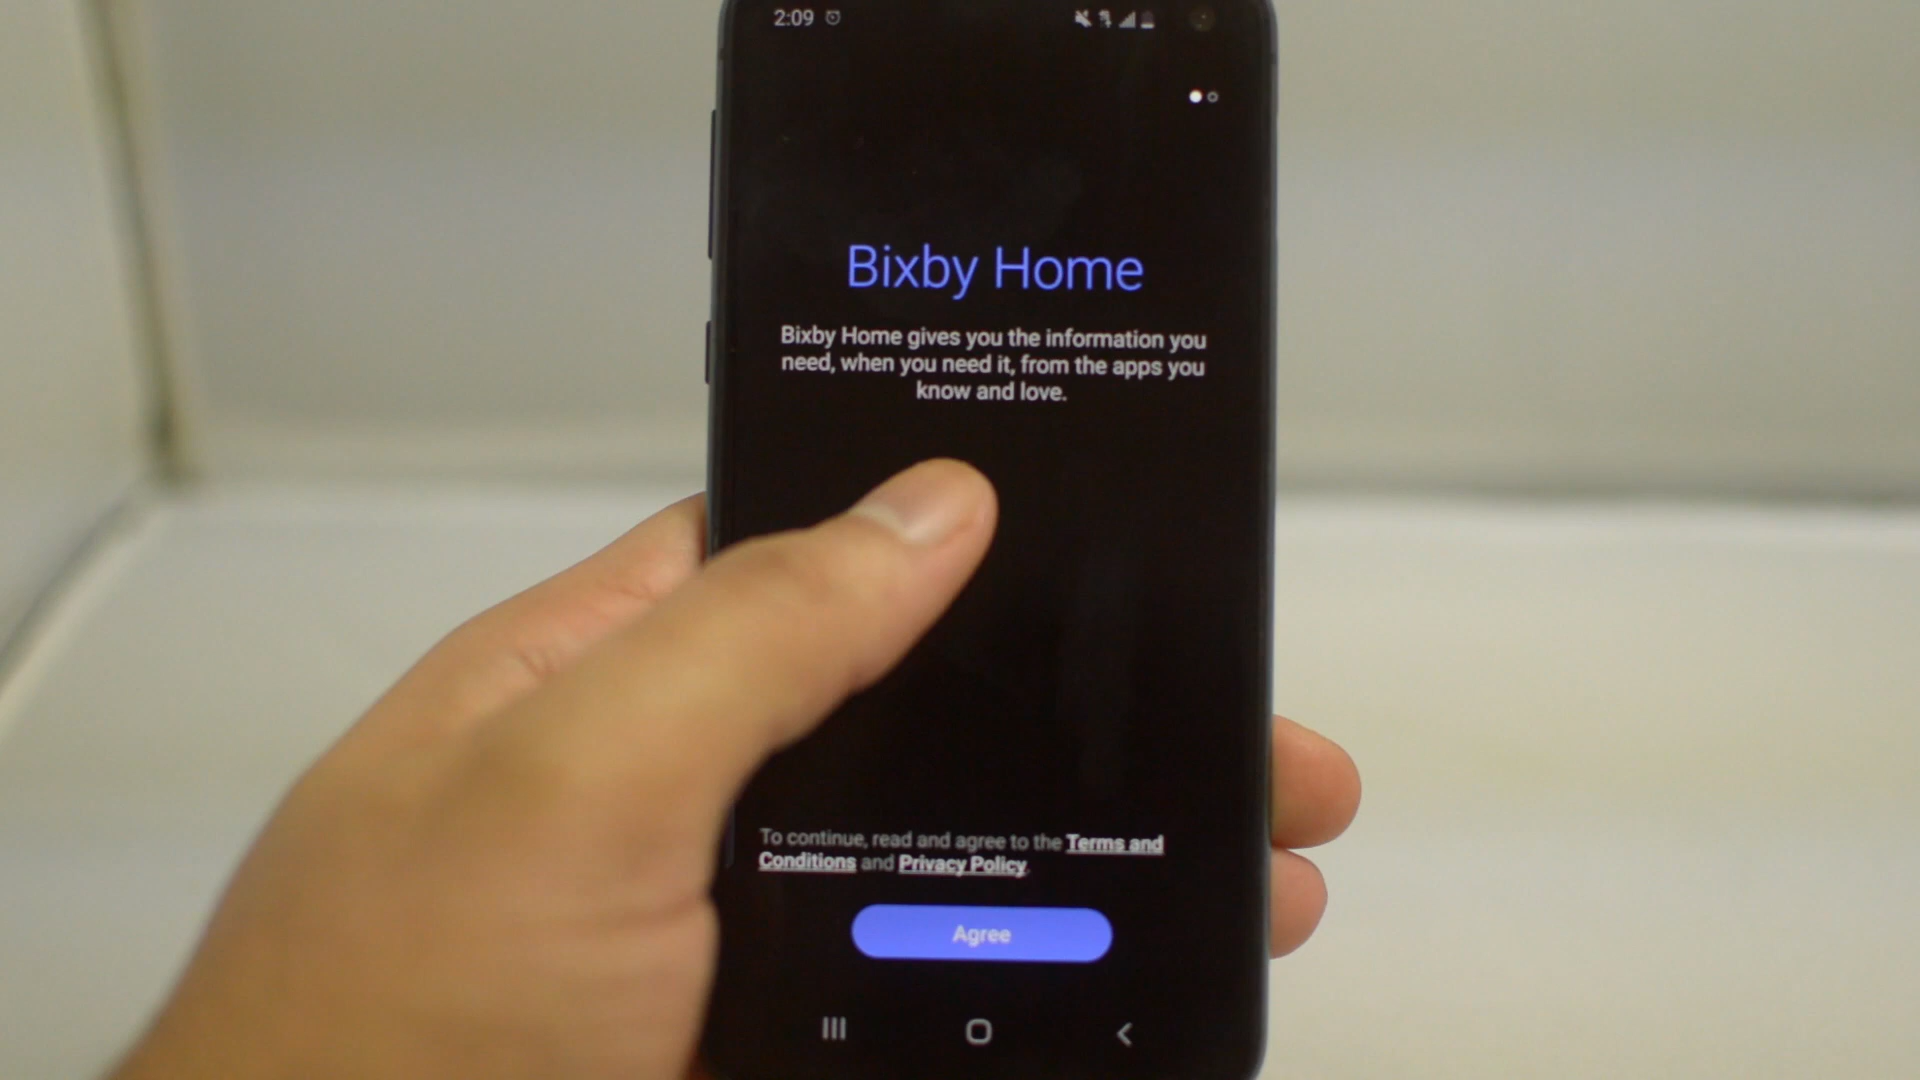 2:09
Bixby Home
Bixby Home gives you the information you
need, when you need it, from the apps you
know and love.
To continue, read and agree to the Terms and
Conditions and Privacy Policy.
Agree